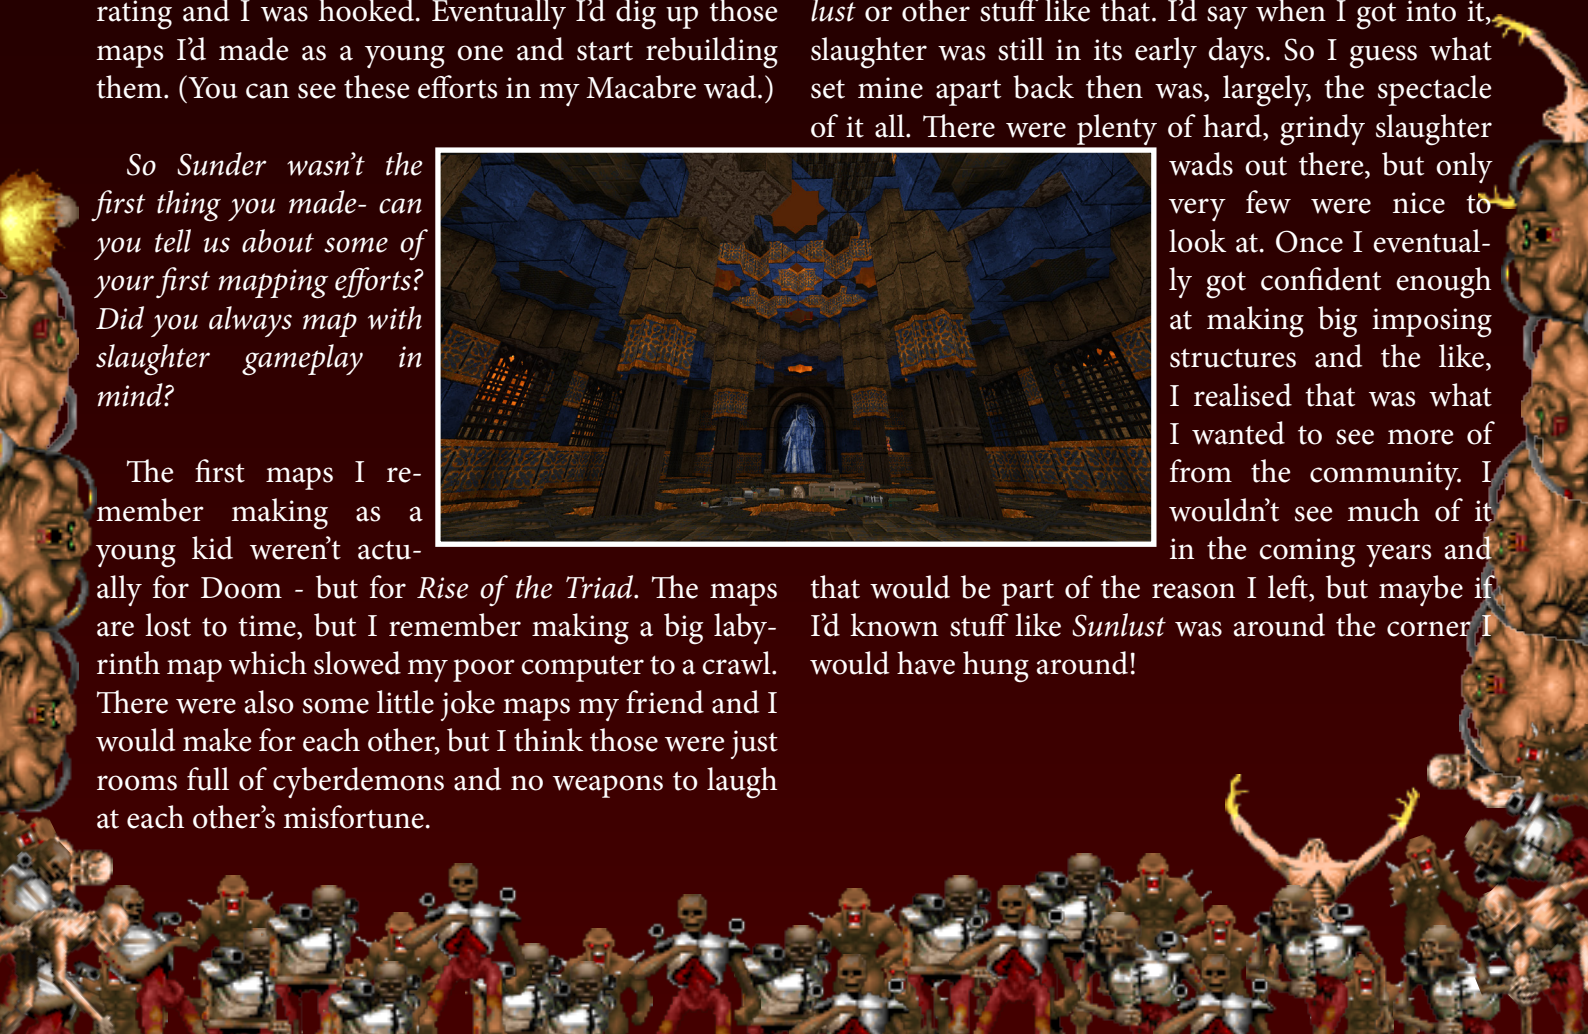 rating and I was hooked. Eventually I'd dig up those
maps I'd made as a young one and start rebuilding
them. (You can see these efforts in my Macabre wad.)
So Sunder wasn't the
first thing you made- can
you tell us about some of
your first mapping efforts?
Did you always map with
slaughter gameplay in
mind?
The first maps I re-
member making as a
young kid weren't actu-
ally for Doom - but for Rise of the Triad. The maps
are lost to time, but I remember making a big laby-
rinth map which slowed my poor computer to a crawl.
There were also some little joke maps my friend and I
would make for each other, but I think those were just
rooms full of cyberdemons and no weapons to laugh
at each other's misfortune.
lust or other stuff like that. I'd say when I got into it,
slaughter was still in its early days. So I guess what
set mine apart back then was, largely, the spectacle
of it all. There were plenty of hard, grindy slaughter
wads out there, but only
very few were nice to
look at. Once I eventual-
ly got confident enough
at making big imposing
structures and the like,
I realised that was what
I wanted to see more of
from the community. I
wouldn't see much of it
in the coming years and
that would be part of the reason I left, but maybe if
I'd known stuff like Sunlust was around the corner I
would have hung around!